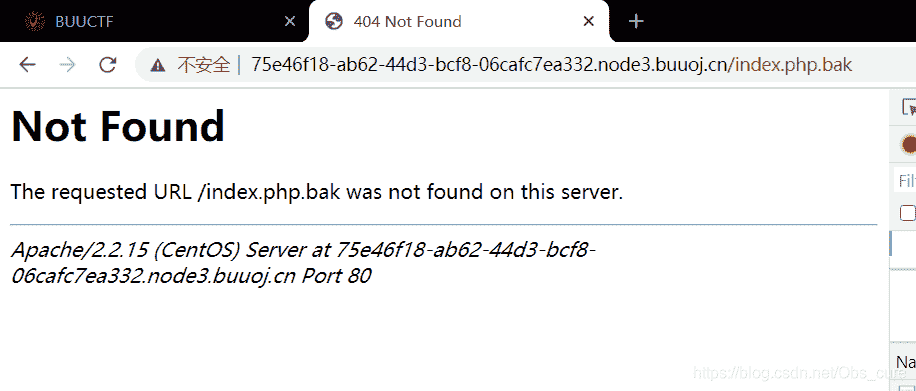 BUUCTF
404 Not Found
不安全 | 75e46f18-ab62-44d3-bcf8-06cafc7ea332.node3.buuoj.cn/index.php.bak
Not Found
The requested URL /index.php.bak was not found on this server.
Apache/2.2.15 (CentOS) Server at 75e46f18-ab62-44d3-bcf8-
06cafc7ea332.node3.buuoj.cn Port 80
Filt
Na
https://blog.csdn.net/Obs_cure